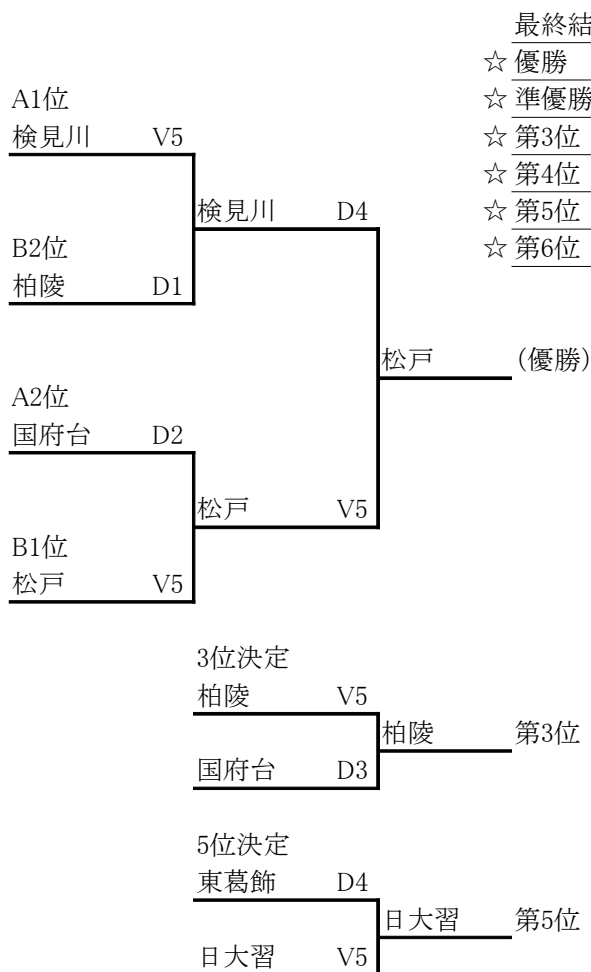 最終結
☆ 優勝
☆ 準優勝
☆ 第3位
☆ 第4位
☆ 第5位
☆ 第6位
A1位
検見川 V5
検見川 D4
B2位
柏陵 D1
松戸 (優勝)
A2位
国府台 D2
松戸 V5
B1位
松戸 V5
3位決定
柏陵 V5
柏陵 第3位
国府台 D3
5位決定
東葛飾 D4
日大習 第5位
日大習 V5